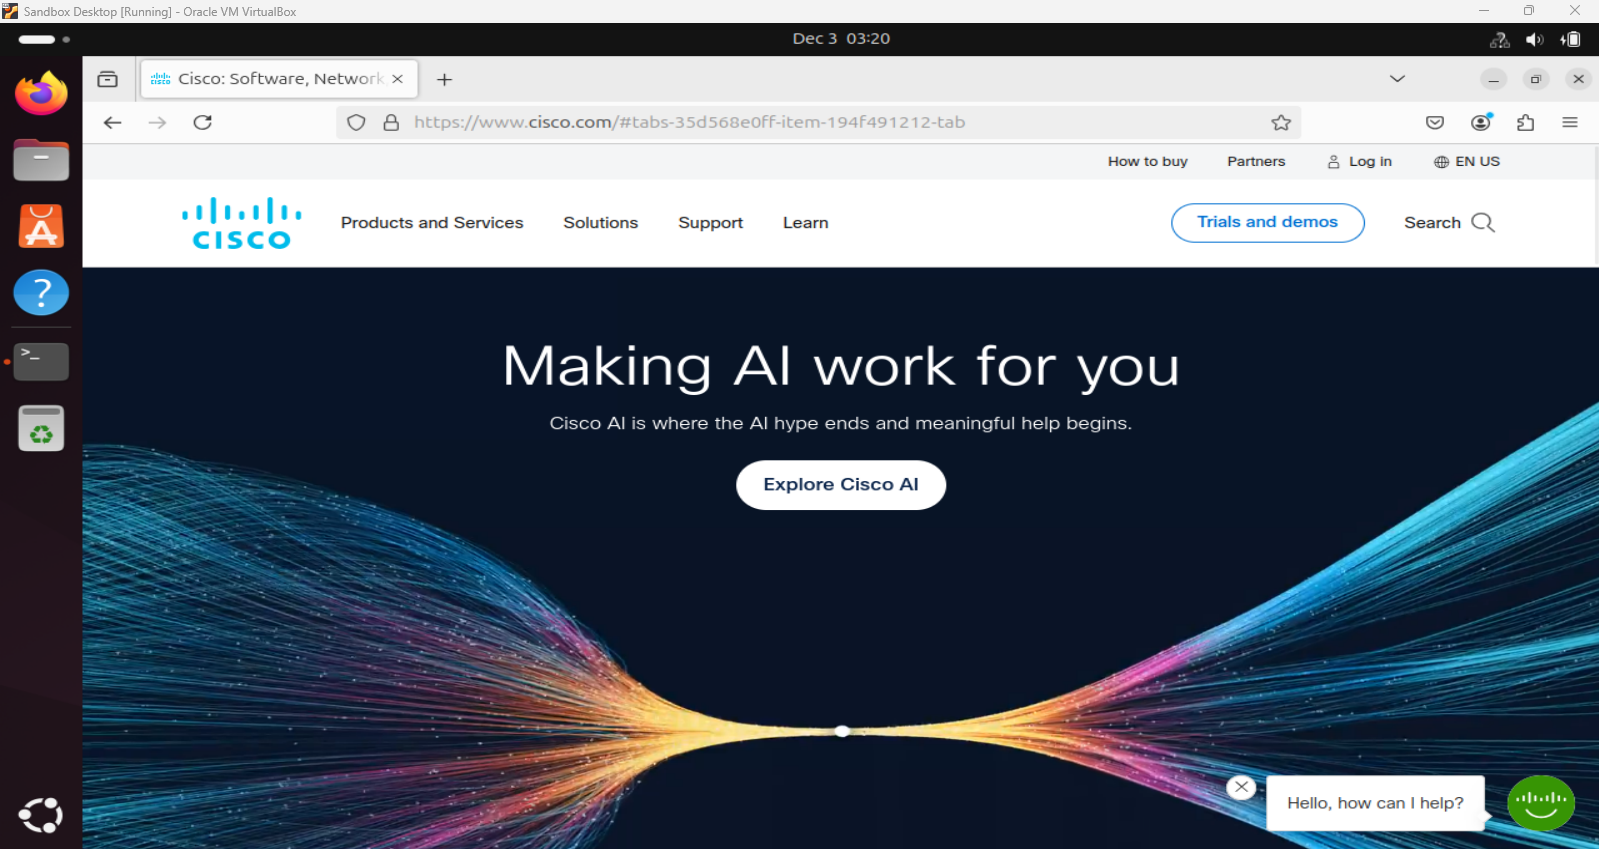 Sandbox Desktop [Running] - Oracle VM VirtualBox
Dec 3 03:20
Cisco: Software, Network
https://www.cisco.com/#tabs-35d568e0ff-item-194f491212-tab
How to buy Partners Log in EN US
CISCO Products and Services Solutions Support Learn Trials and demos Search
Making AI work for you
Cisco AI is where the AI hype ends and meaningful help begins.
Explore Cisco AI
Hello, how can I help?